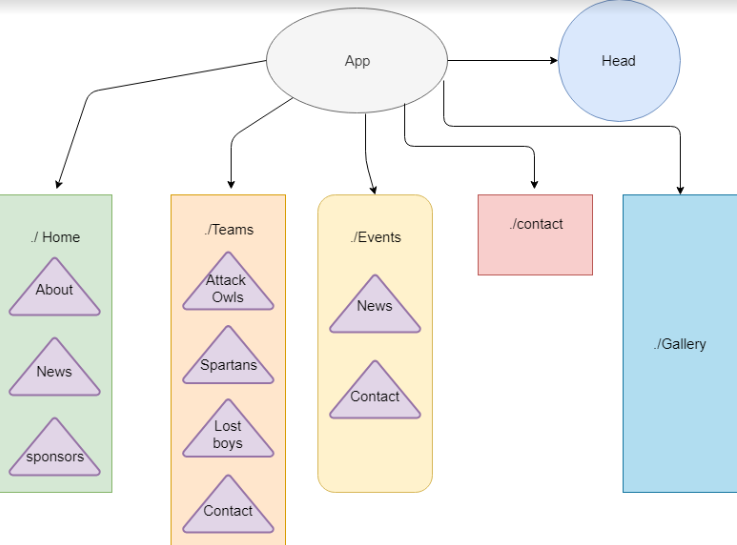 App
Head
./ Home
About
News
sponsors
./Teams
Attack
Owls
Spartans
Lost
boys
Contact
./Events
News
Contact
./contact
./Gallery